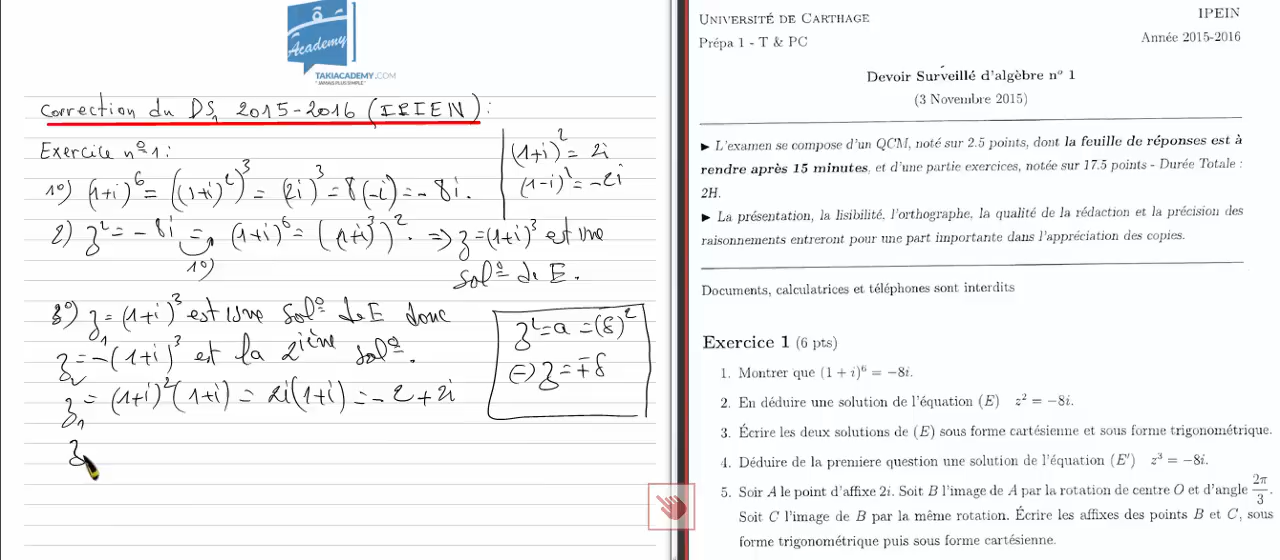 Academy
TAKIACADEMY.COM
"JAMAIS PLUS SIMPLE"
Correction du DS1 2015-2016 (IPIEN) :
Exercice n°1 :
(1+i)² = 2i
(1-i)² = -2i
1°) (1+i)⁶ = ((1+i)²)³ = (2i)³ = 8(-i) = -8i.
2) z² = -8i = (1+i)⁶ = ((1+i)³)². => z = (1+i)³ est une
1°)
sol° de E.
3°) z₁ = (1+i)³ est une sol° de E donc
z₂ = -(1+i)³ est la 2ième sol°.
z₁ = (1+i)²(1+i) = 2i(1+i) = -2+2i
z
z² = a = (δ)²
(=) z = ∓δ
UNIVERSITÉ DE CARTHAGE
IPEIN
Prépa 1 - T & PC
Année 2015-2016
Devoir Surveillé d'algèbre n° 1
(3 Novembre 2015)
► L'examen se compose d'un QCM, noté sur 2.5 points, dont la feuille de réponses est à
rendre après 15 minutes, et d'une partie exercices, notée sur 17.5 points - Durée Totale :
2H.
► La présentation, la lisibilité, l'orthographe, la qualité de la rédaction et la précision des
raisonnements entreront pour une part importante dans l'appréciation des copies.
Documents, calculatrices et téléphones sont interdits
Exercice 1 (6 pts)
1. Montrer que (1 + i)⁶ = -8i.
2. En déduire une solution de l'équation (E) z² = -8i.
3. Écrire les deux solutions de (E) sous forme cartésienne et sous forme trigonométrique.
4. Déduire de la premiere question une solution de l'équation (E') z³ = -8i.
5. Soir A le point d'affixe 2i. Soit B l'image de A par la rotation de centre O et d'angle 2π/3.
Soit C l'image de B par la même rotation. Écrire les affixes des points B et C, sous
forme trigonométrique puis sous forme cartésienne.